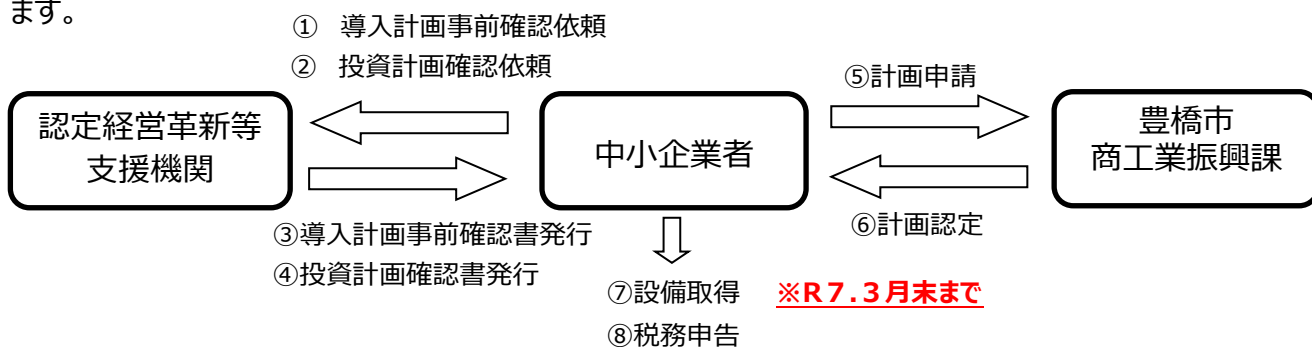 ます。
① 導入計画事前確認依頼
② 投資計画確認依頼
⑤計画申請
認定経営革新等
支援機関
中小企業者
豊橋市
商工業振興課
③導入計画事前確認書発行
④投資計画確認書発行
⑥計画認定
⑦設備取得 ※R7.3月末まで
⑧税務申告